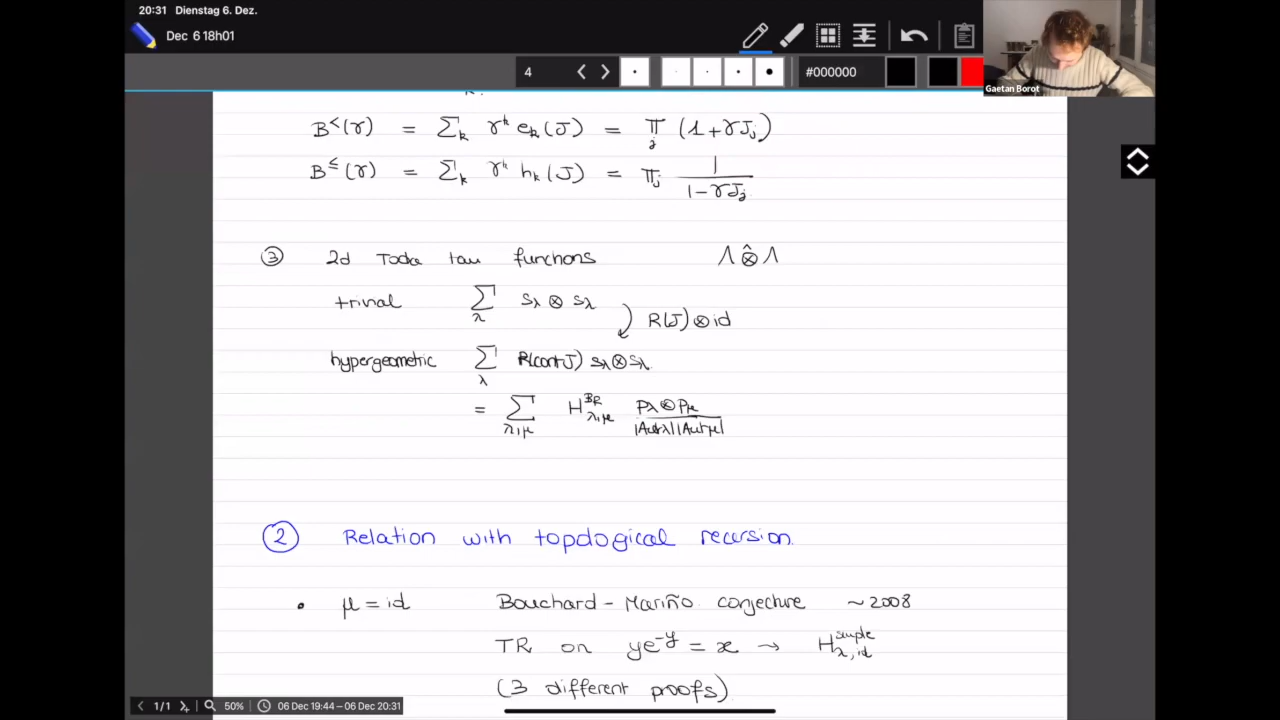 20:31 Dienstag 6. Dez.
Dec 6 18h01
4
#000000
Gaetan Borot
B^<(γ) = Σ_k γ^k e_k(J) = Π_j (1+γJ_j)
B^≤(γ) = Σ_k γ^k h_k(J) = Π_j 1/(1-γJ_j)
③ 2d Toda tau functions Λ ⊗̂ Λ
trivial Σ_λ s_λ ⊗ s_λ
R(J) ⊗ id
hypergeometric Σ_λ R(cont J) s_λ ⊗ s_λ
= Σ_{λ,μ} H^{BR}_{λ,μ} p_λ⊗p_μ / |Aut λ||Aut μ|
② Relation with topological recursion.
• μ = id Bouchard-Mariño conjecture ~2008
TR on ye^{-y} = x → H^{simple}_{λ,id}
(3 different proofs)
1/1 50% 06 Dec 19:44 → 06 Dec 20:31